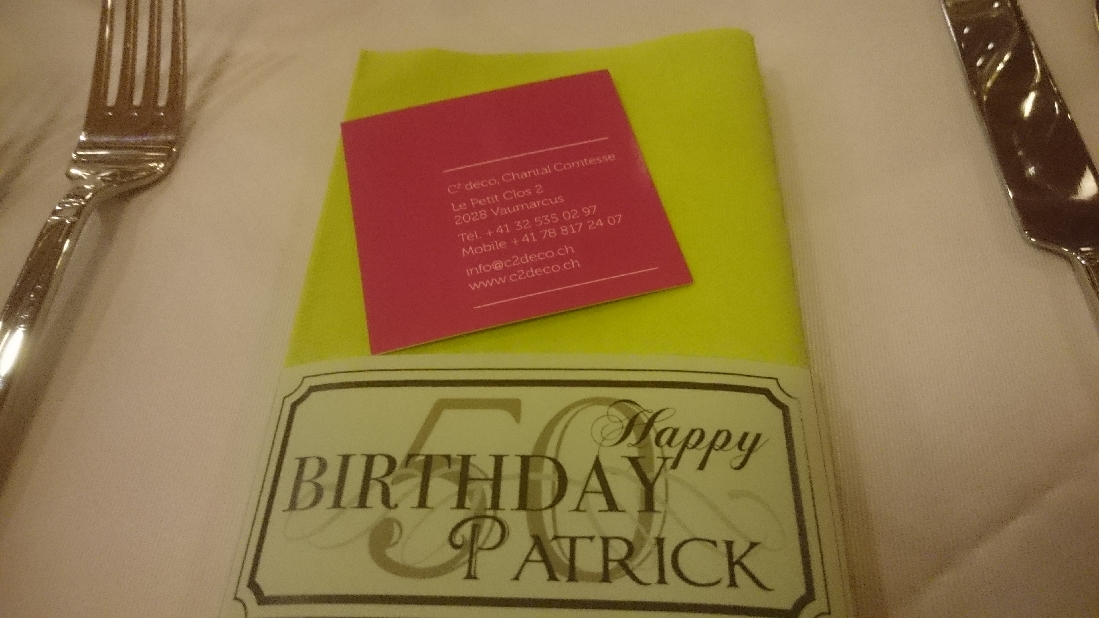 C² deco, Chantal Comtesse
Le Petit Clos 2
2028 Vaumarcus
Tél. +41 32 535 02 97
Mobile +41 78 817 24 07
info@c2deco.ch
www.c2deco.ch
50
Happy
BIRTHDAY
PATRICK